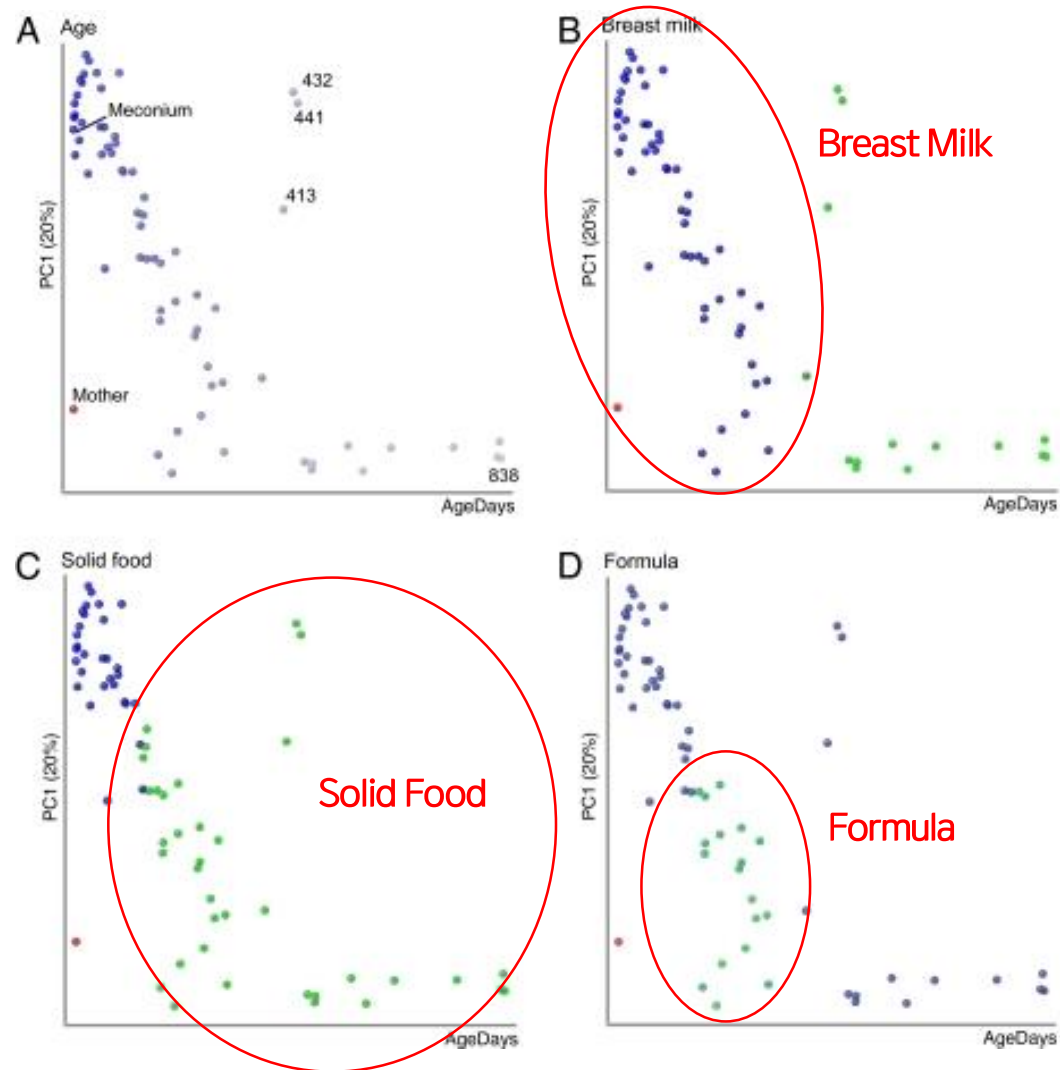 A Age
Meconium
432
441
413
Mother
838
PC1 (20%)
AgeDays
B Breast milk
Breast Milk
PC1 (20%)
AgeDays
C Solid food
Solid Food
PC1 (20%)
AgeDays
D Formula
Formula
PC1 (20%)
AgeDays